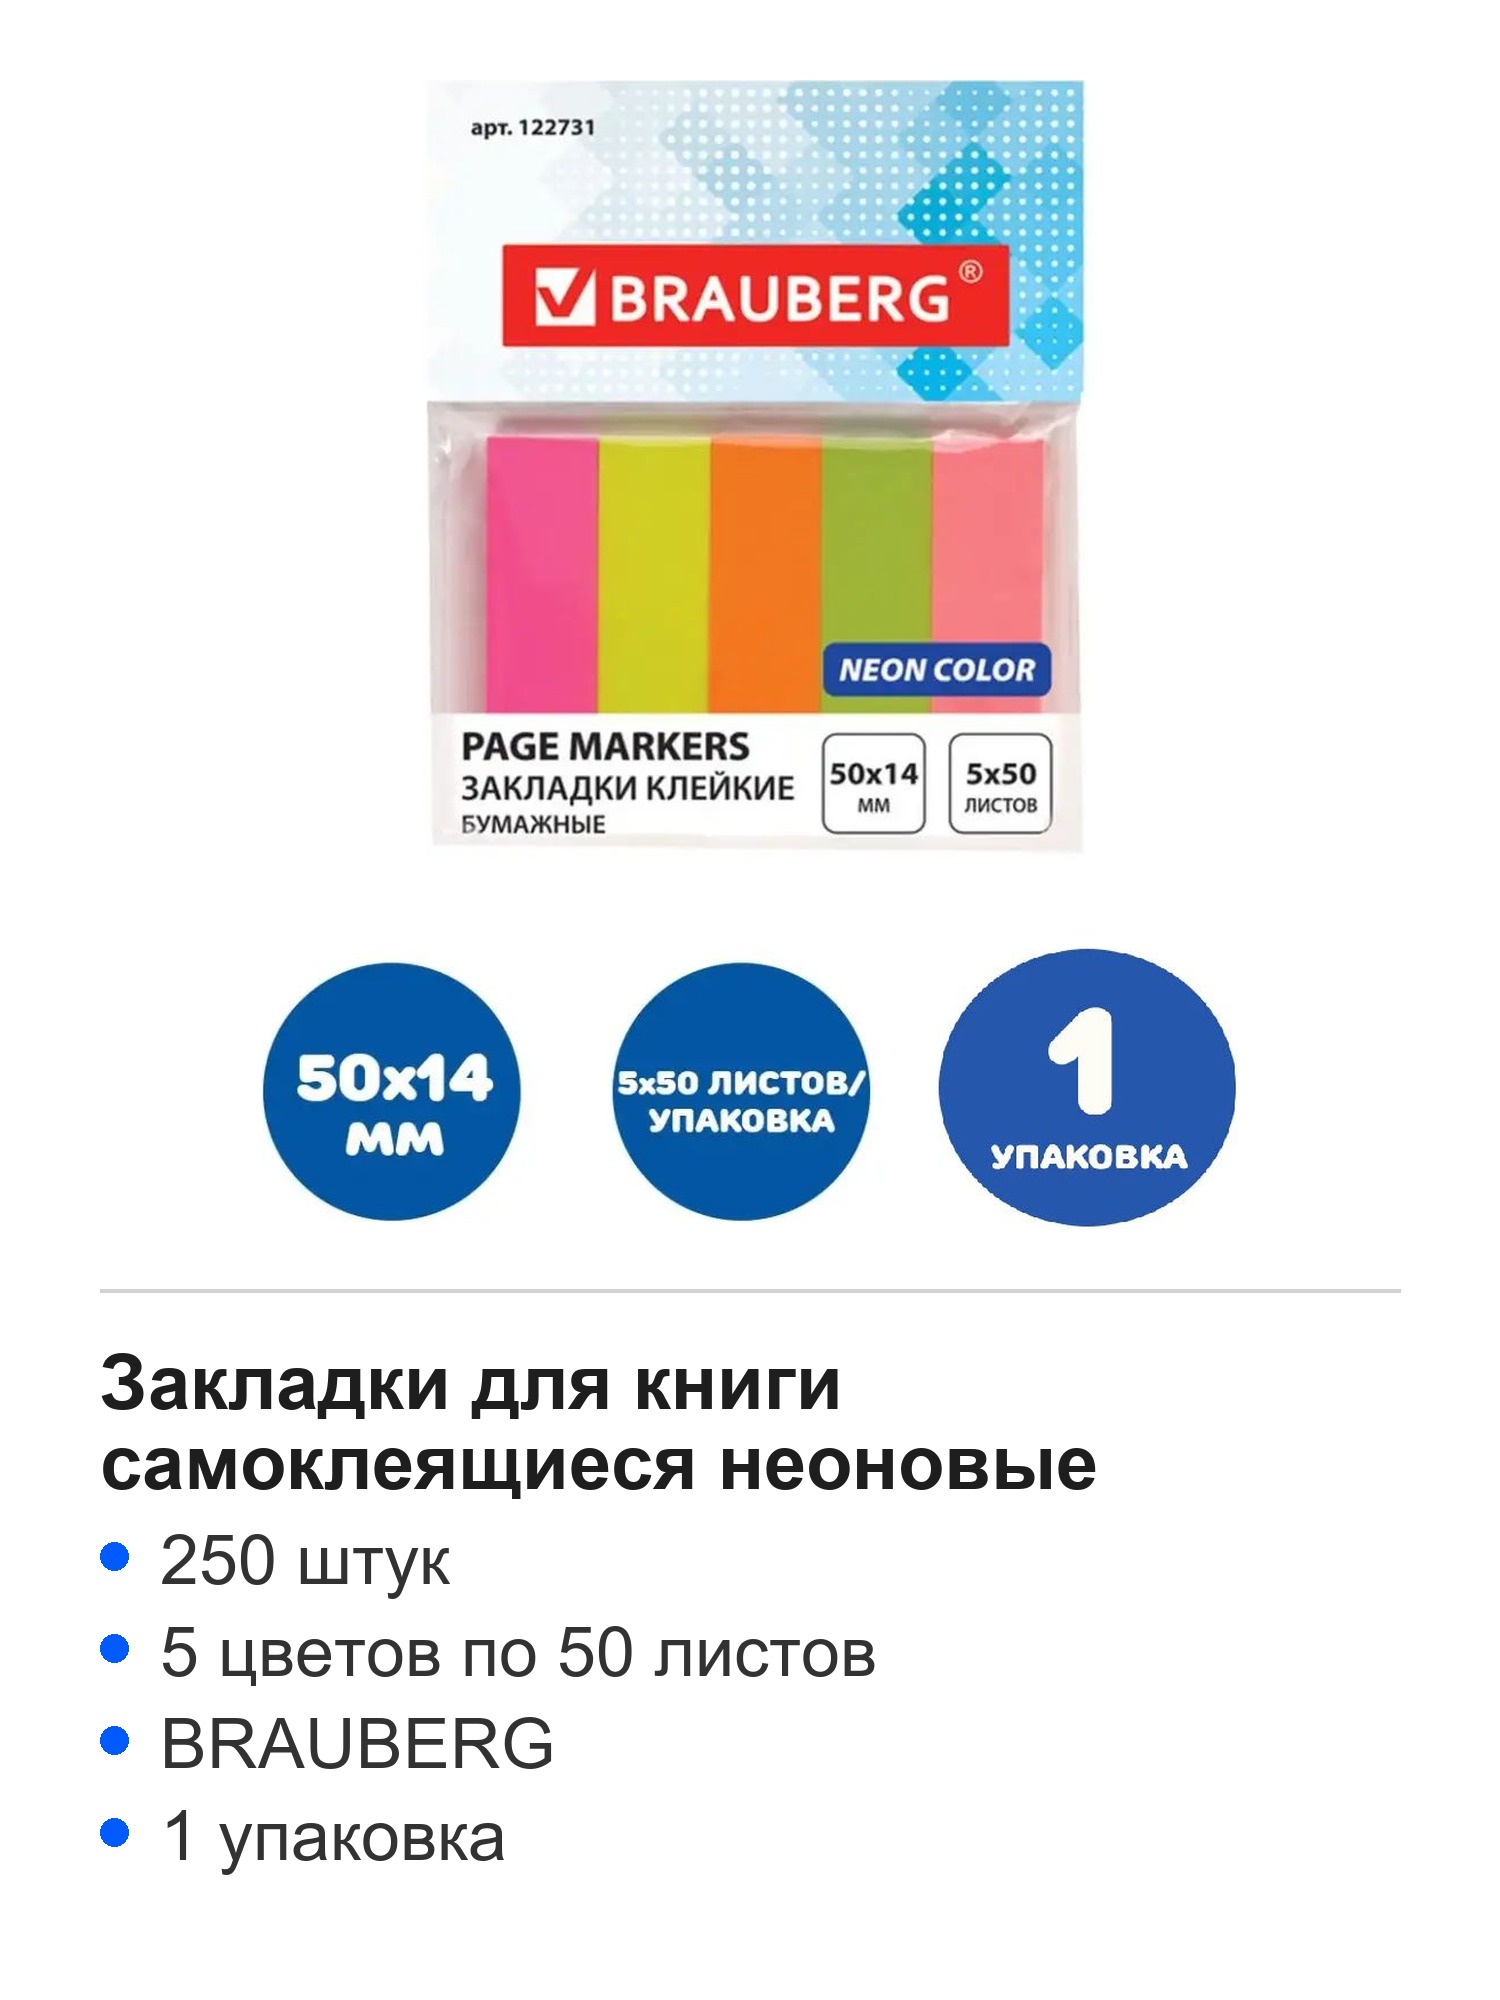 арт. 122731
BRAUBERG®
NEON COLOR
PAGE MARKERS
ЗАКЛАДКИ КЛЕЙКИЕ
БУМАЖНЫЕ
50x14
ММ
5x50
ЛИСТОВ
50x14
ММ
5x50 ЛИСТОВ/
УПАКОВКА
1
УПАКОВКА
Закладки для книги
самоклеящиеся неоновые
250 штук
5 цветов по 50 листов
BRAUBERG
1 упаковка